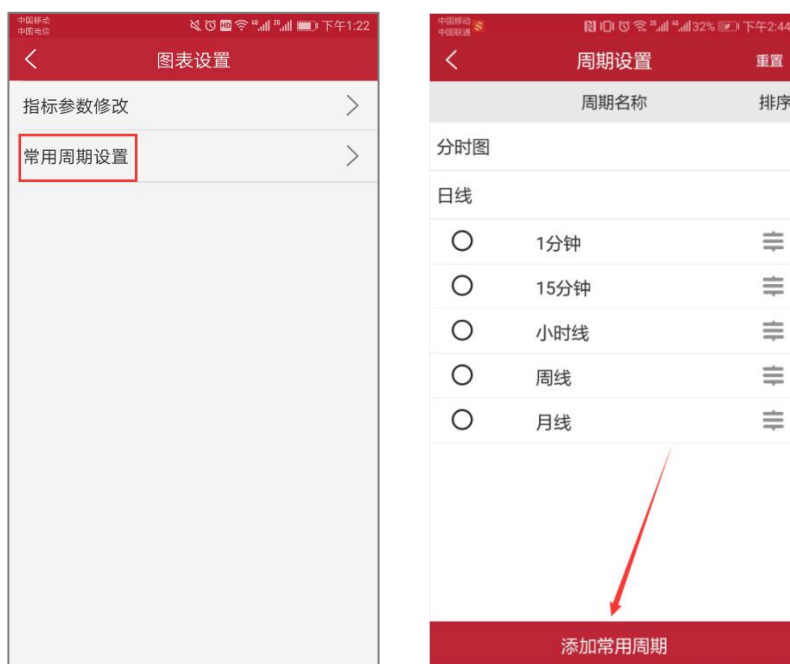 中国移动
中国电信
HD 46 26 下午1:22
图表设置
指标参数修改
常用周期设置
中国移动
中国联通
32% 下午2:44
周期设置
重置
周期名称
排序
分时图
日线
1分钟
15分钟
小时线
周线
月线
添加常用周期